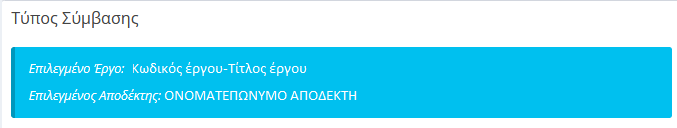 Τύπος Σύμβασης
Επιλεγμένο Έργο: Κωδικός έργου-Τίτλος έργου
Επιλεγμένος Αποδέκτης: ΟΝΟΜΑΤΕΠΩΝΥΜΟ ΑΠΟΔΕΚΤΗ